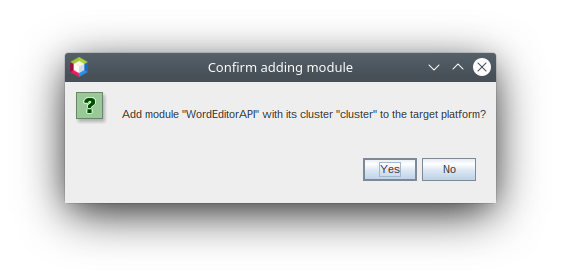 Confirm adding module
?
Add module "WordEditorAPI" with its cluster "cluster" to the target platform?
Yes No